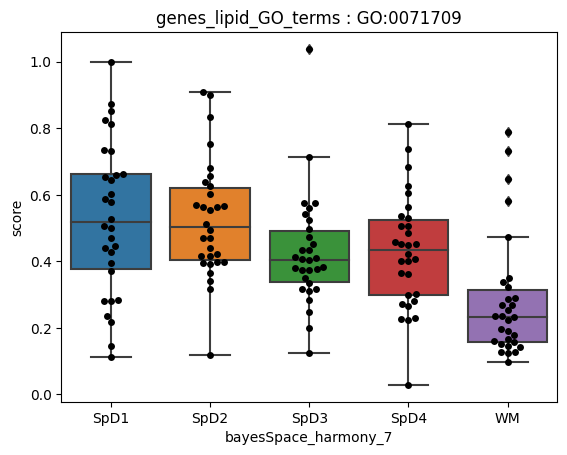 genes_lipid_GO_terms : GO:0071709
score
1.0
0.8
0.6
0.4
0.2
0.0
SpD1 SpD2 SpD3 SpD4 WM
bayesSpace_harmony_7